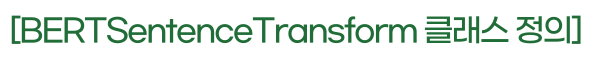 [BERTSentenceTransform 클래스 정의]